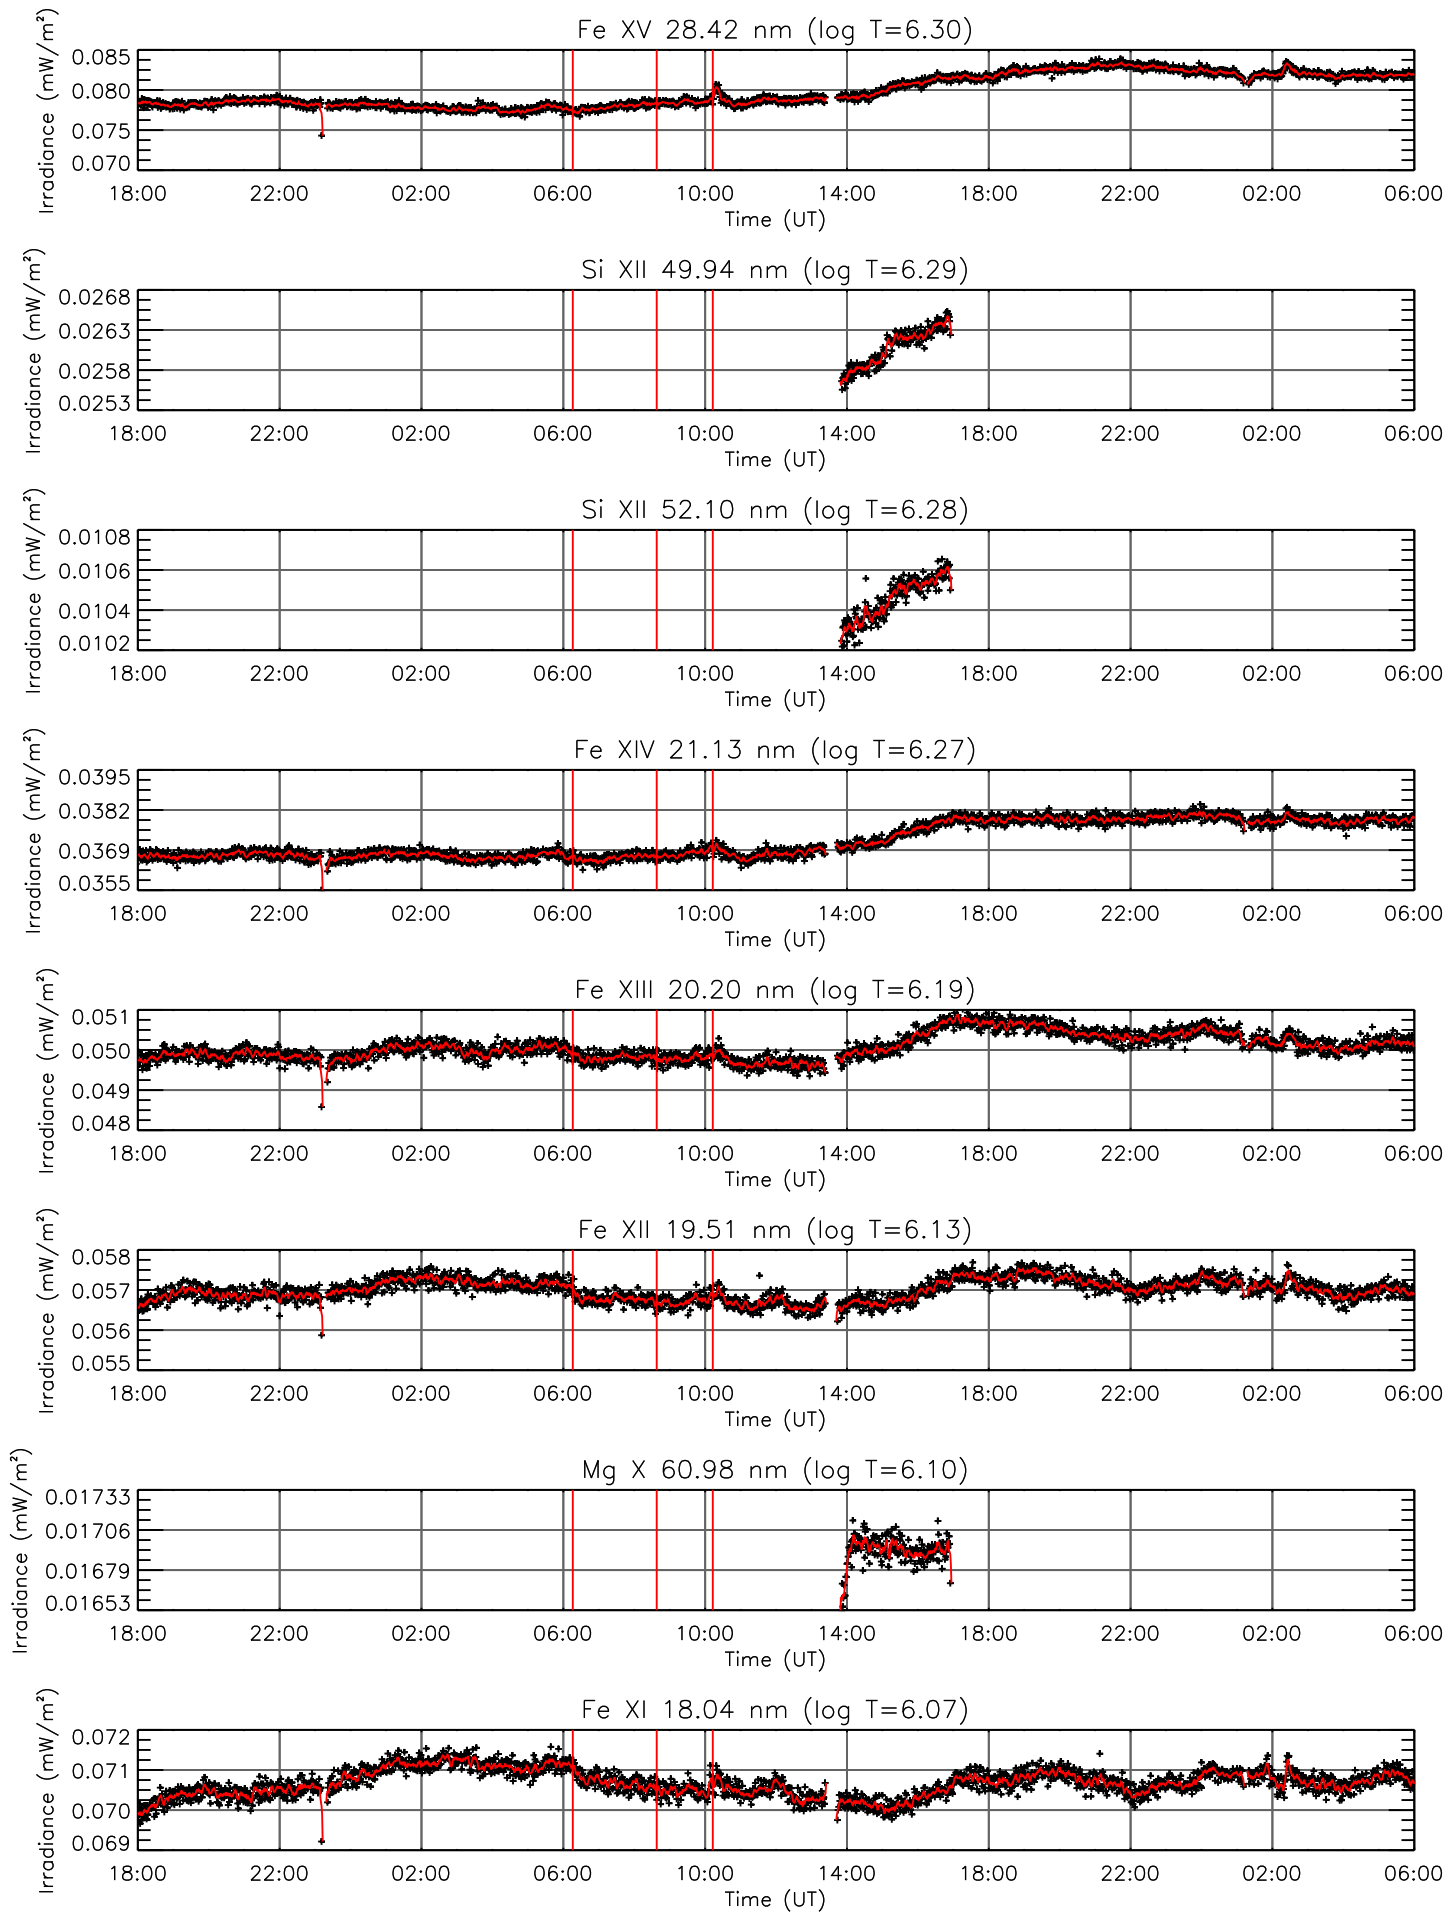 Fe XV 28.42 nm (log T=6.30)
Irradiance (mW/m²)
0.085
0.080
0.075
0.070
18:00 22:00 02:00 06:00 10:00 14:00 18:00 22:00 02:00 06:00
Time (UT)
Si XII 49.94 nm (log T=6.29)
Irradiance (mW/m²)
0.0268
0.0263
0.0258
0.0253
18:00 22:00 02:00 06:00 10:00 14:00 18:00 22:00 02:00 06:00
Time (UT)
Si XII 52.10 nm (log T=6.28)
Irradiance (mW/m²)
0.0108
0.0106
0.0104
0.0102
18:00 22:00 02:00 06:00 10:00 14:00 18:00 22:00 02:00 06:00
Time (UT)
Fe XIV 21.13 nm (log T=6.27)
Irradiance (mW/m²)
0.0395
0.0382
0.0369
0.0355
18:00 22:00 02:00 06:00 10:00 14:00 18:00 22:00 02:00 06:00
Time (UT)
Fe XIII 20.20 nm (log T=6.19)
Irradiance (mW/m²)
0.051
0.050
0.049
0.048
18:00 22:00 02:00 06:00 10:00 14:00 18:00 22:00 02:00 06:00
Time (UT)
Fe XII 19.51 nm (log T=6.13)
Irradiance (mW/m²)
0.058
0.057
0.056
0.055
18:00 22:00 02:00 06:00 10:00 14:00 18:00 22:00 02:00 06:00
Time (UT)
Mg X 60.98 nm (log T=6.10)
Irradiance (mW/m²)
0.01733
0.01706
0.01679
0.01653
18:00 22:00 02:00 06:00 10:00 14:00 18:00 22:00 02:00 06:00
Time (UT)
Fe XI 18.04 nm (log T=6.07)
Irradiance (mW/m²)
0.072
0.071
0.070
0.069
18:00 22:00 02:00 06:00 10:00 14:00 18:00 22:00 02:00 06:00
Time (UT)